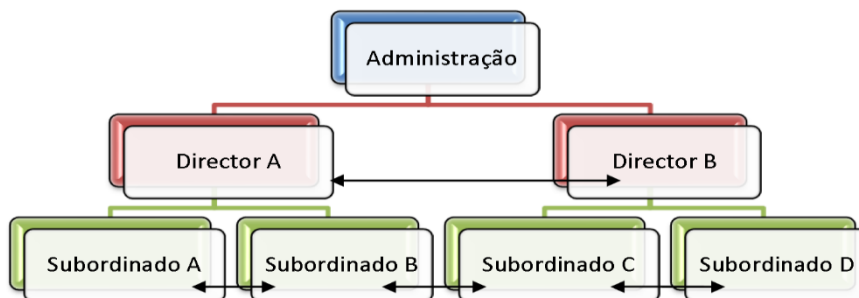 Administração
Director A
Director B
Subordinado A
Subordinado B
Subordinado C
Subordinado D